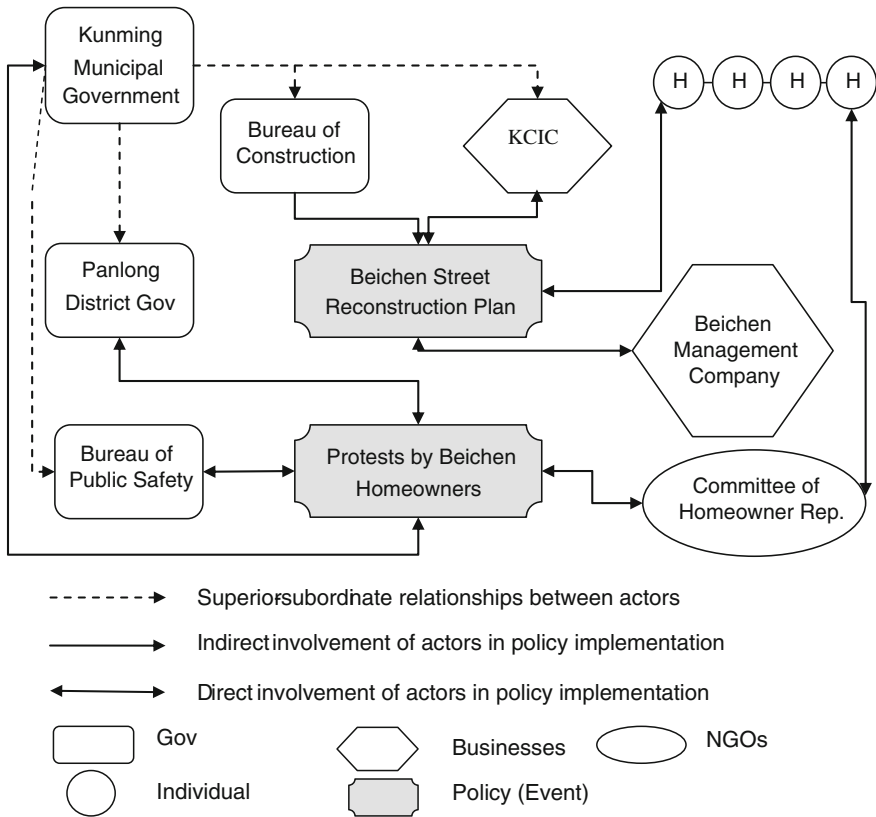 Kunming
Municipal
Government
H H H H
Bureau of
Construction
KCIC
Panlong
District Gov
Beichen Street
Reconstruction Plan
Beichen
Management
Company
Bureau of
Public Safety
Protests by Beichen
Homeowners
Committee of
Homeowner Rep.
Superior-subordinate relationships between actors
Indirect involvement of actors in policy implementation
Direct involvement of actors in policy implementation
Gov
Businesses
NGOs
Individual
Policy (Event)